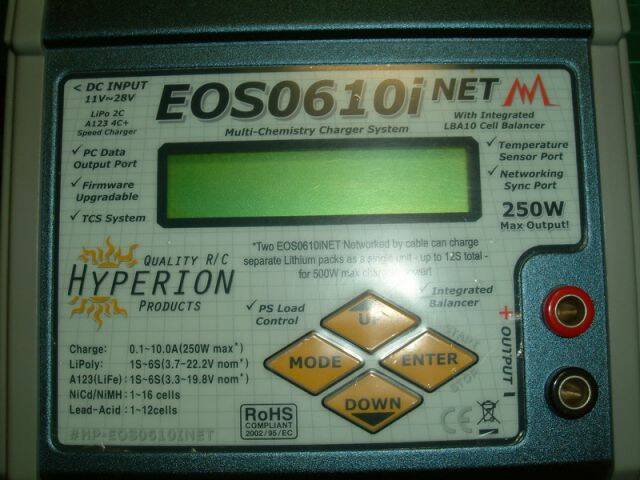 < DC INPUT
11V~28V
LiPo 2C
A123 4C+
Speed Charger
EOS0610i NET
Multi-Chemistry Charger System
With Integrated
LBA10 Cell Balancer
✓ PC Data
Output Port
✓ Firmware
Upgradable
✓ TCS System
✓ Temperature
Sensor Port
✓ Networking
Sync Port
250W
Max Output!
*Two EOS0610iNET Networked by cable can charge
separate Lithium packs as a single unit - up to 12S total -
for 500W max
QUALITY R/C
HYPERION
PRODUCTS
✓ PS Load
Control
✓ Integrated
Balancer
UP
MODE
ENTER
DOWN
START
STOP
+ OUTPUT -
Charge: 0.1~10.0A(250W max*)
LiPoly: 1S~6S(3.7~22.2V nom*)
A123(LiFe): 1S~6S(3.3~19.8V nom*)
NiCd/NiMH: 1~16 cells
Lead-Acid: 1~12cells
#HP-EOS0610INET
RoHS
COMPLIANT
2002/95/EC
CE